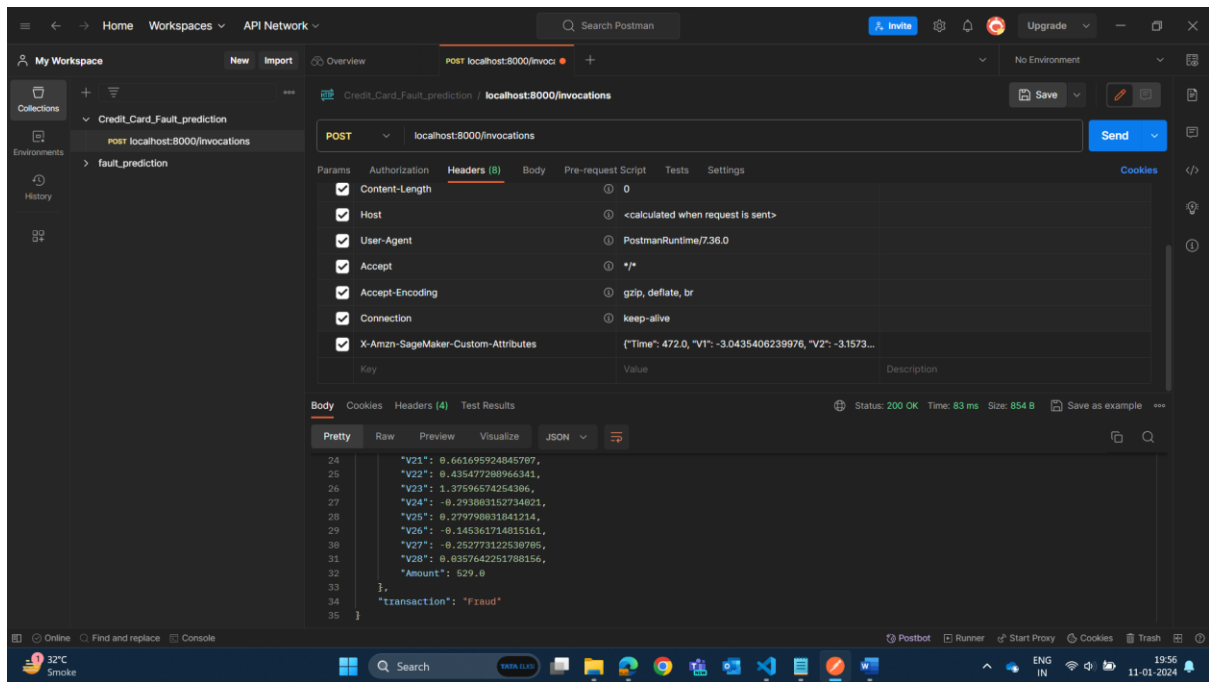 Home Workspaces API Network Search Postman Invite Upgrade
My Workspace New Import Overview POST localhost:8000/invoc No Environment
Collections
Environments
History
Credit_Card_Fault_prediction
POST localhost:8000/invocations
fault_prediction
HTTP Credit_Card_Fault_prediction / localhost:8000/invocations Save
POST localhost:8000/invocations Send
Params Authorization Headers (8) Body Pre-request Script Tests Settings Cookies
Content-Length 0
Host <calculated when request is sent>
User-Agent PostmanRuntime/7.36.0
Accept */*
Accept-Encoding gzip, deflate, br
Connection keep-alive
X-Amzn-SageMaker-Custom-Attributes {"Time": 472.0, "V1": -3.0435406239976, "V2": -3.1573...
Key Value Description
Body Cookies Headers (4) Test Results Status: 200 OK Time: 83 ms Size: 854 B Save as example
Pretty Raw Preview Visualize JSON
24 "V21": 0.661695924845707,
25 "V22": 0.435477208966341,
26 "V23": 1.37596574254306,
27 "V24": -0.293803152734021,
28 "V25": 0.279798031841214,
29 "V26": -0.145361714815161,
30 "V27": -0.252773122530705,
31 "V28": 0.0357642251788156,
32 "Amount": 529.0
33 },
34 "transaction": "Fraud"
35 }
Online Find and replace Console Postbot Runner Start Proxy Cookies Trash
1 32°C
Smoke
Search TATA ELXSI
ENG
IN
19:56
11-01-2024